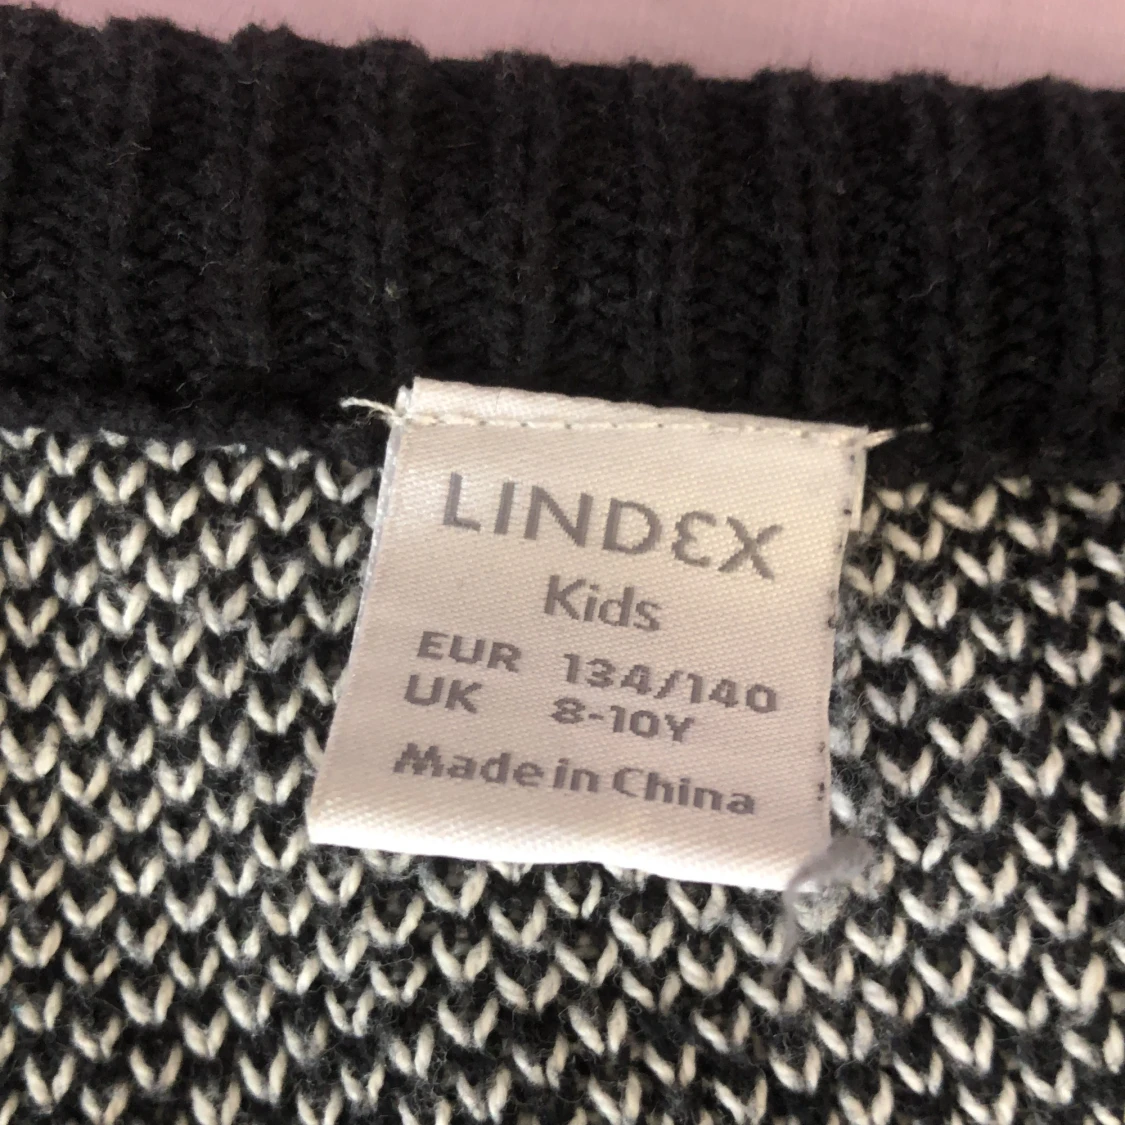 LINDEX
Kids
EUR 134/140
UK 8-10Y
Made in China